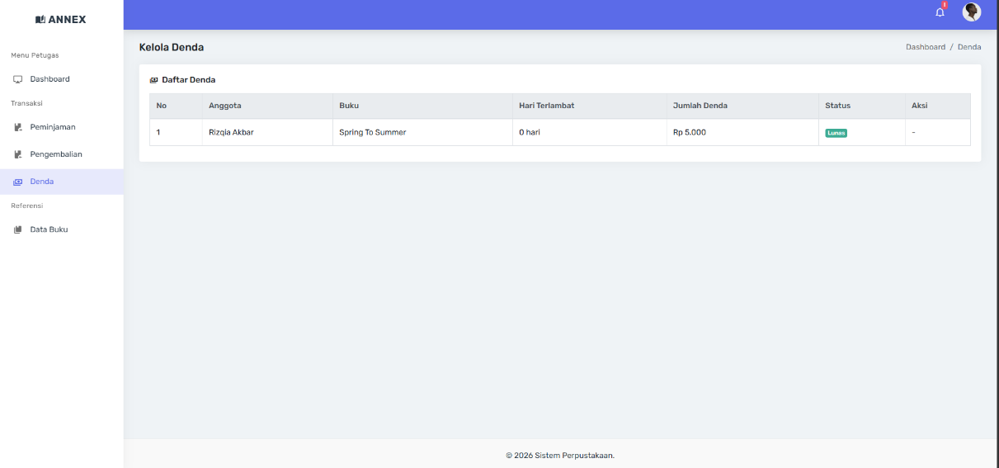 ANNEX
1
Menu Petugas
Dashboard
Transaksi
Peminjaman
Pengembalian
Denda
Referensi
Data Buku
Kelola Denda
Dashboard / Denda
Daftar Denda
No Anggota Buku Hari Terlambat Jumlah Denda Status Aksi
1 Rizqia Akbar Spring To Summer 0 hari Rp 5.000 Lunas -
© 2026 Sistem Perpustakaan.